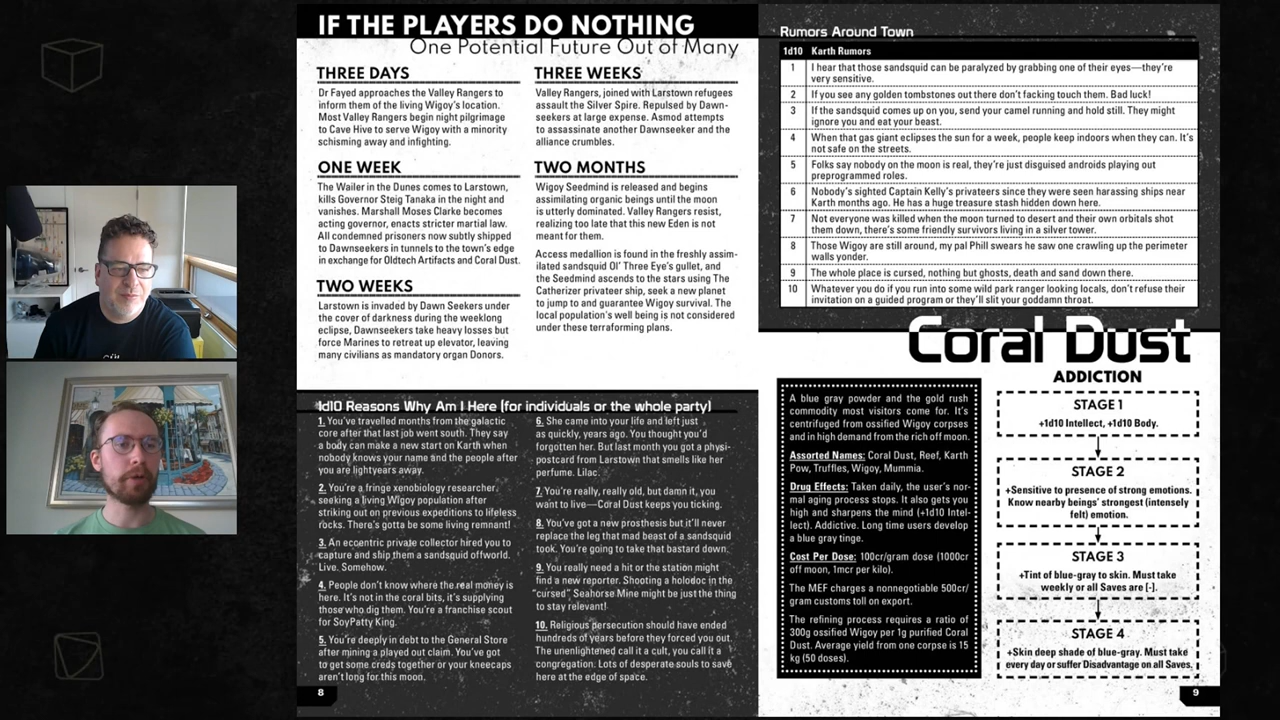 IF THE PLAYERS DO NOTHING
One Potential Future Out of Many
THREE DAYS
Dr Fayed approaches the Valley Rangers to
inform them of the living Wigoy's location.
Most Valley Rangers begin night pilgrimage
to Cave Hive to serve Wigoy with a minority
schisming away and infighting.
ONE WEEK
The Wailer in the Dunes comes to Larstown,
kills Governor Steig Tanaka in the night and
vanishes. Marshall Moses Clarke becomes
acting governor, enacts stricter martial law.
All condemned prisoners now subtly shipped
to Dawnseekers in tunnels to the town's edge
in exchange for Oldtech Artifacts and Coral Dust.
TWO WEEKS
Larstown is invaded by Dawn Seekers under
the cover of darkness during the weeklong
eclipse, Dawnseekers take heavy losses but
force Marines to retreat up elevator, leaving
many civilians as mandatory organ Donors.
THREE WEEKS
Valley Rangers, joined with Larstown refugees
assault the Silver Spire. Repulsed by Dawn-
seekers at large expense. Asmod attempts
to assassinate another Dawnseeker and the
alliance crumbles.
TWO MONTHS
Wigoy Seedmind is released and begins
assimilating organic beings until the moon
is utterly dominated. Valley Rangers resist,
realizing too late that this new Eden is not
meant for them.
Access medallion is found in the freshly assim-
ilated sandsquid Ol' Three Eye's gullet, and
the Seedmind ascends to the stars using The
Catherizer privateer ship, seek a new planet
to jump to and guarantee Wigoy survival. The
local population's well being is not considered
under these terraforming plans.
1d10 Reasons Why Am I Here (for individuals or the whole party)
1. You've travelled months from the galactic
core after that last job went south. They say
a body can make a new start on Karth when
nobody knows your name and the people after
you are lightyears away.
2. You're a fringe xenobiology researcher,
seeking a living Wigoy population after
striking out on previous expeditions to lifeless
rocks. There's gotta be some living remnant!
3. An eccentric private collector hired you to
capture and ship them a sandsquid offworld.
Live. Somehow.
4. People don't know where the real money is
here. It's not in the coral bits, it's supplying
those who dig them. You're a franchise scout
for SoyPatty King.
5. You're deeply in debt to the General Store
after mining a played out claim. You've got
to get some creds together or your kneecaps
aren't long for this moon.
6. She came into your life and left just
as quickly, years ago. You thought you'd
forgotten her. But last month you got a physi-
postcard from Larstown that smells like her
perfume. Lilac.
7. You're really, really old, but damn it, you
want to live—Coral Dust keeps you ticking.
8. You've got a new prosthesis but it'll never
replace the leg that mad beast of a sandsquid
took. You're going to take that bastard down.
9. You really need a hit or the station might
find a new reporter. Shooting a holodoc in the
"cursed" Seahorse Mine might be just the thing
to stay relevant!
10. Religious persecution should have ended
hundreds of years before they forced you out.
The unenlightened call it a cult, you call it a
congregation. Lots of desperate souls to save
here at the edge of space.
8
Rumors Around Town
1d10 Karth Rumors
1 I hear that those sandsquid can be paralyzed by grabbing one of their eyes—they're
very sensitive.
2 If you see any golden tombstones out there don't facking touch them. Bad luck!
3 If the sandsquid comes up on you, send your camel running and hold still. They might
ignore you and eat your beast.
4 When that gas giant eclipses the sun for a week, people keep indoors when they can. It's
not safe on the streets.
5 Folks say nobody on the moon is real, they're just disguised androids playing out
preprogrammed roles.
6 Nobody's sighted Captain Kelly's privateers since they were seen harassing ships near
Karth months ago. He has a huge treasure stash hidden down here.
7 Not everyone was killed when the moon turned to desert and their own orbitals shot
them down, there's some friendly survivors living in a silver tower.
8 Those Wigoy are still around, my pal Phill swears he saw one crawling up the perimeter
walls yonder.
9 The whole place is cursed, nothing but ghosts, death and sand down there.
10 Whatever you do if you run into some wild park ranger looking locals, don't refuse their
invitation on a guided program or they'll slit your goddamn throat.
Coral Dust
A blue gray powder and the gold rush
commodity most visitors come for. It's
centrifuged from ossified Wigoy corpses
and in high demand from the rich off moon.
Assorted Names: Coral Dust, Reef, Karth
Pow, Truffles, Wigoy, Mummia.
Drug Effects: Taken daily, the user's nor-
mal aging process stops. It also gets you
high and sharpens the mind (+1d10 Intel-
lect). Addictive. Long time users develop
a blue gray tinge.
Cost Per Dose: 100cr/gram dose (1000cr
off moon, 1mcr per kilo).
The MEF charges a nonnegotiable 500cr/
gram customs toll on export.
The refining process requires a ratio of
300g ossified Wigoy per 1g purified Coral
Dust. Average yield from one corpse is 15
kg (50 doses).
ADDICTION
STAGE 1
+1d10 Intellect, +1d10 Body.
STAGE 2
+Sensitive to presence of strong emotions.
Know nearby beings' strongest (intensely
felt) emotion.
STAGE 3
+Tint of blue-gray to skin. Must take
weekly or all Saves are [-].
STAGE 4
+Skin deep shade of blue-gray. Must take
every day or suffer Disadvantage on all Saves.
9